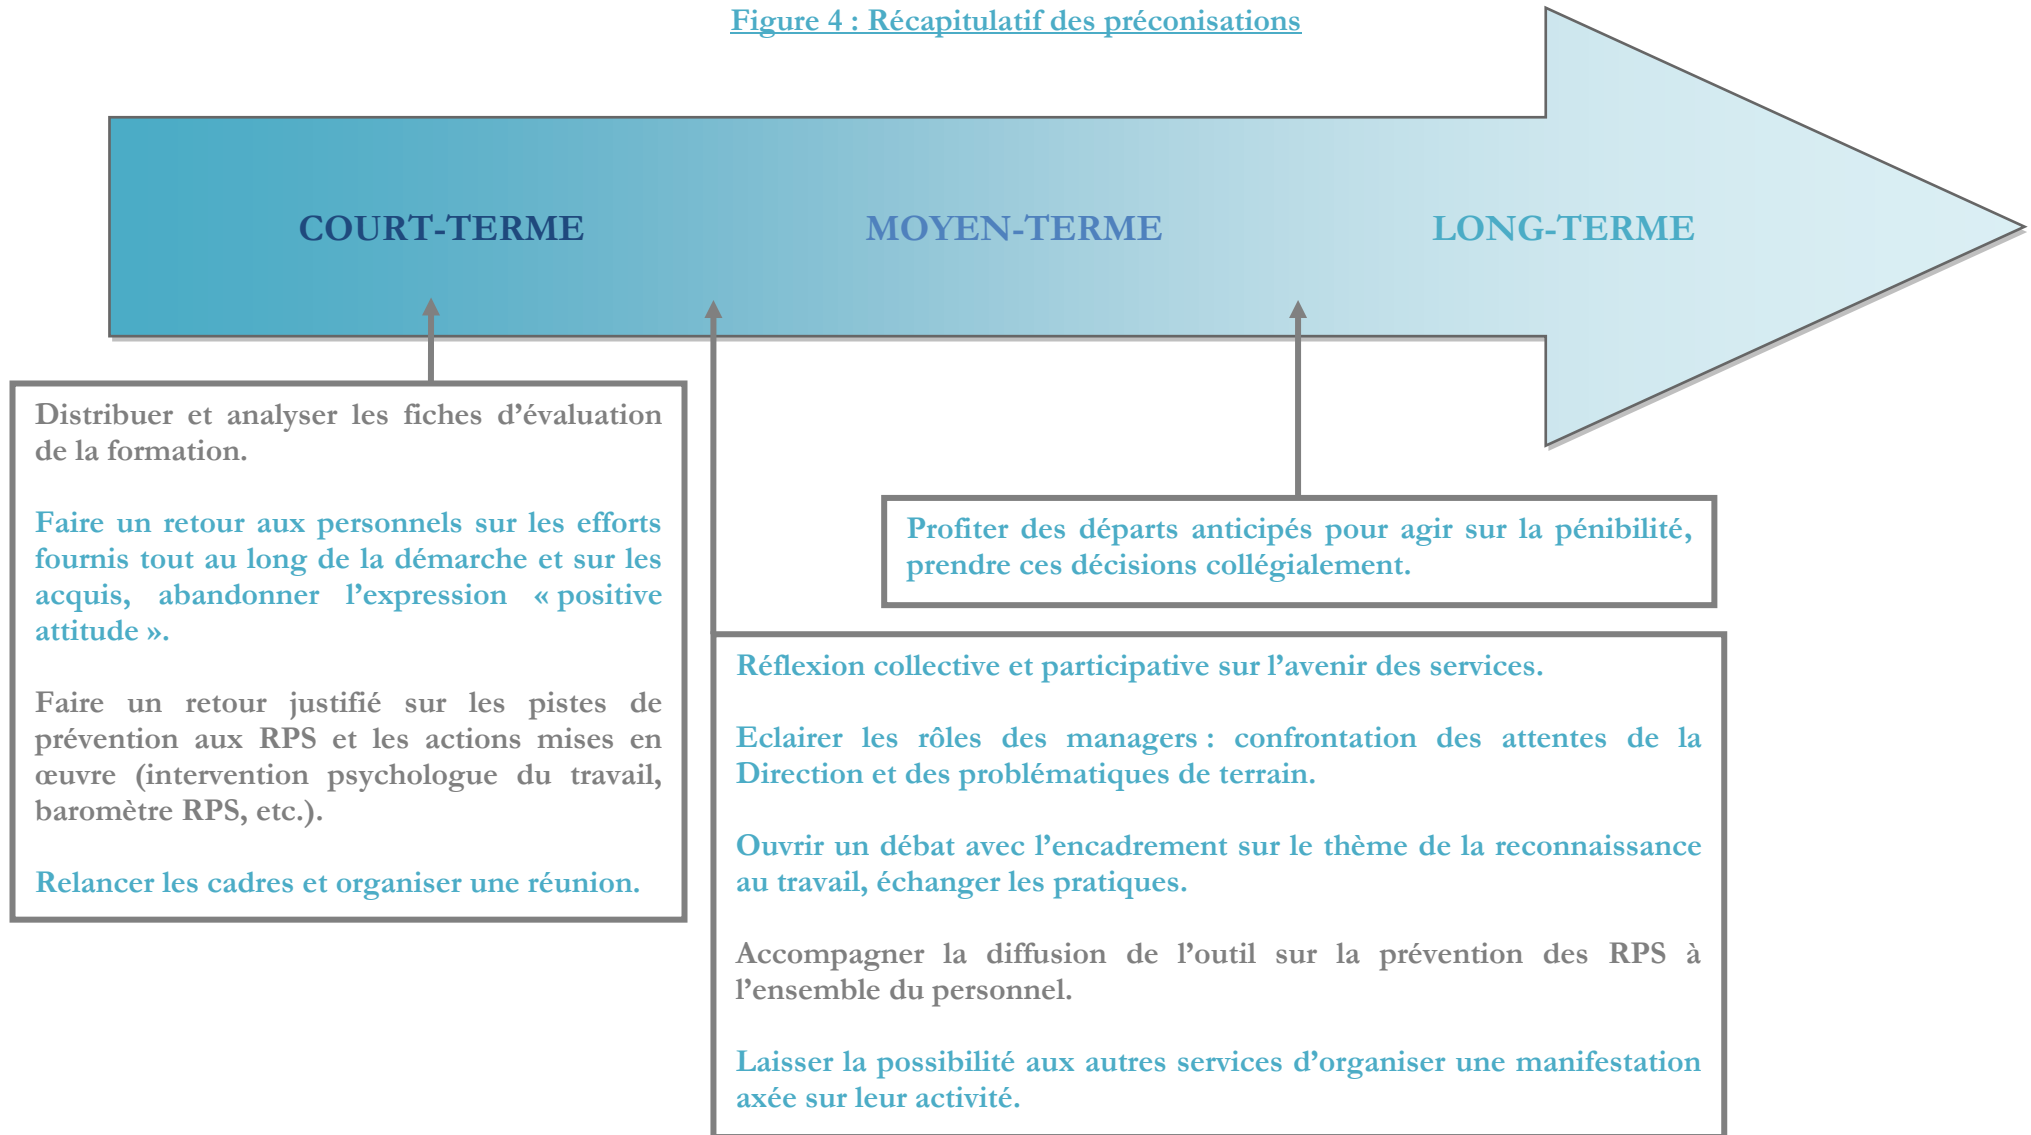 Figure 4 : Récapitulatif des préconisations
COURT-TERME
MOYEN-TERME
LONG-TERME
Distribuer et analyser les fiches d’évaluation
de la formation.
Faire un retour aux personnels sur les efforts
fournis tout au long de la démarche et sur les
acquis, abandonner l’expression « positive
attitude ».
Faire un retour justifié sur les pistes de
prévention aux RPS et les actions mises en
œuvre (intervention psychologue du travail,
baromètre RPS, etc.).
Relancer les cadres et organiser une réunion.
Profiter des départs anticipés pour agir sur la pénibilité,
prendre ces décisions collégialement.
Réflexion collective et participative sur l’avenir des services.
Eclairer les rôles des managers : confrontation des attentes de la
Direction et des problématiques de terrain.
Ouvrir un débat avec l’encadrement sur le thème de la reconnaissance
au travail, échanger les pratiques.
Accompagner la diffusion de l’outil sur la prévention des RPS à
l’ensemble du personnel.
Laisser la possibilité aux autres services d’organiser une manifestation
axée sur leur activité.